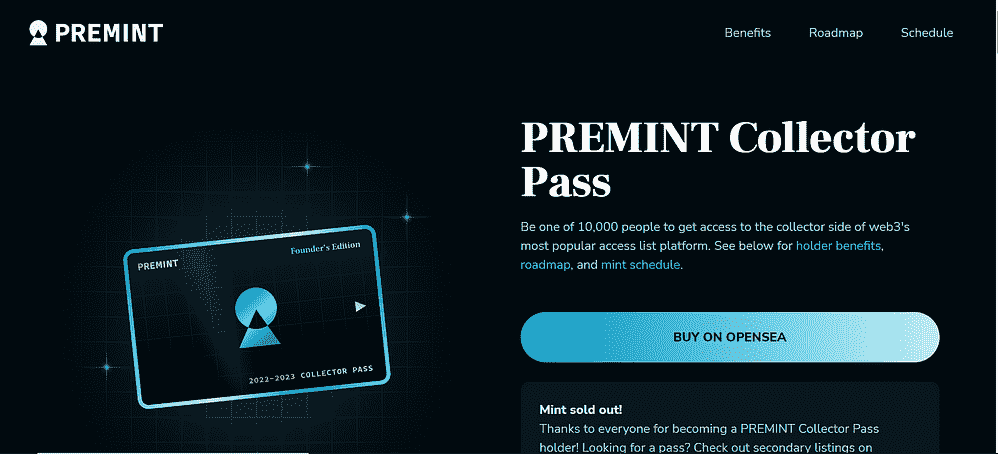 PREMINT
Benefits
Roadmap
Schedule
PREMINT Collector
Pass
Be one of 10,000 people to get access to the collector side of web3's
most popular access list platform. See below for holder benefits,
roadmap, and mint schedule.
PREMINT
Founder's Edition
2022-2023 COLLECTOR PASS
BUY ON OPENSEA
Mint sold out!
Thanks to everyone for becoming a PREMINT Collector Pass
holder! Looking for a pass? Check out secondary listings on